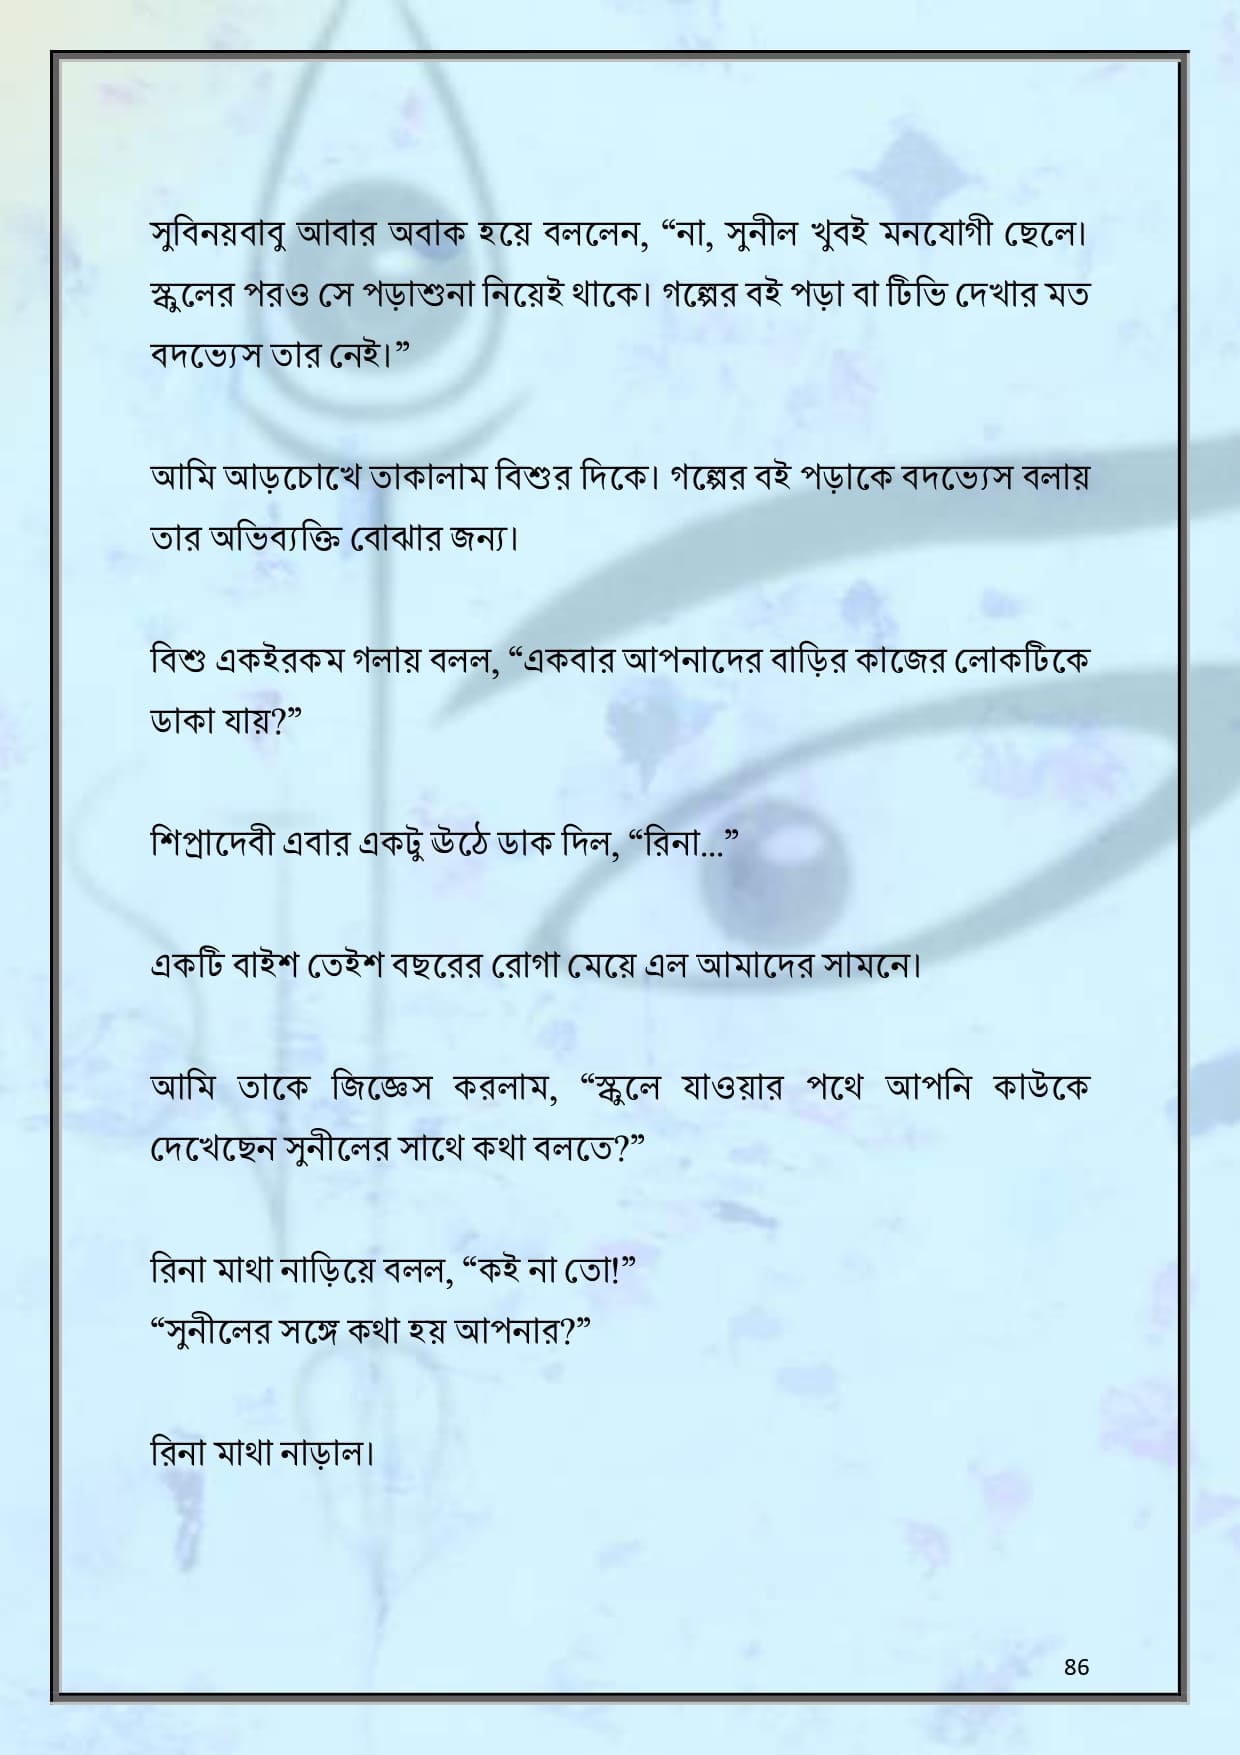 সুবিনয়বাবু আবার অবাক হয়ে বললেন, “না, সুনীল খুবই মনযোগী ছেলে।
স্কুলের পরও সে পড়াশুনা নিয়েই থাকে। গল্পের বই পড়া বা টিভি দেখার মত
বদভ্যেস তার নেই।”
আমি আড়চোখে তাকালাম বিশুর দিকে। গল্পের বই পড়াকে বদভ্যেস বলায়
তার অভিব্যক্তি বোঝার জন্য।
বিশু একইরকম গলায় বলল, “একবার আপনাদের বাড়ির কাজের লোকটিকে
ডাকা যায়?”
শিপ্রাদেবী এবার একটু ঊঠে ডাক দিল, “রিনা...”
একটি বাইশ তেইশ বছরের রোগা মেয়ে এল আমাদের সামনে।
আমি তাকে জিজ্ঞেস করলাম, “স্কুলে যাওয়ার পথে আপনি কাউকে
দেখেছেন সুনীলের সাথে কথা বলতে?”
রিনা মাথা নাড়িয়ে বলল, “কই না তো!”
“সুনীলের সঙ্গে কথা হয় আপনার?”
রিনা মাথা নাড়াল।
86